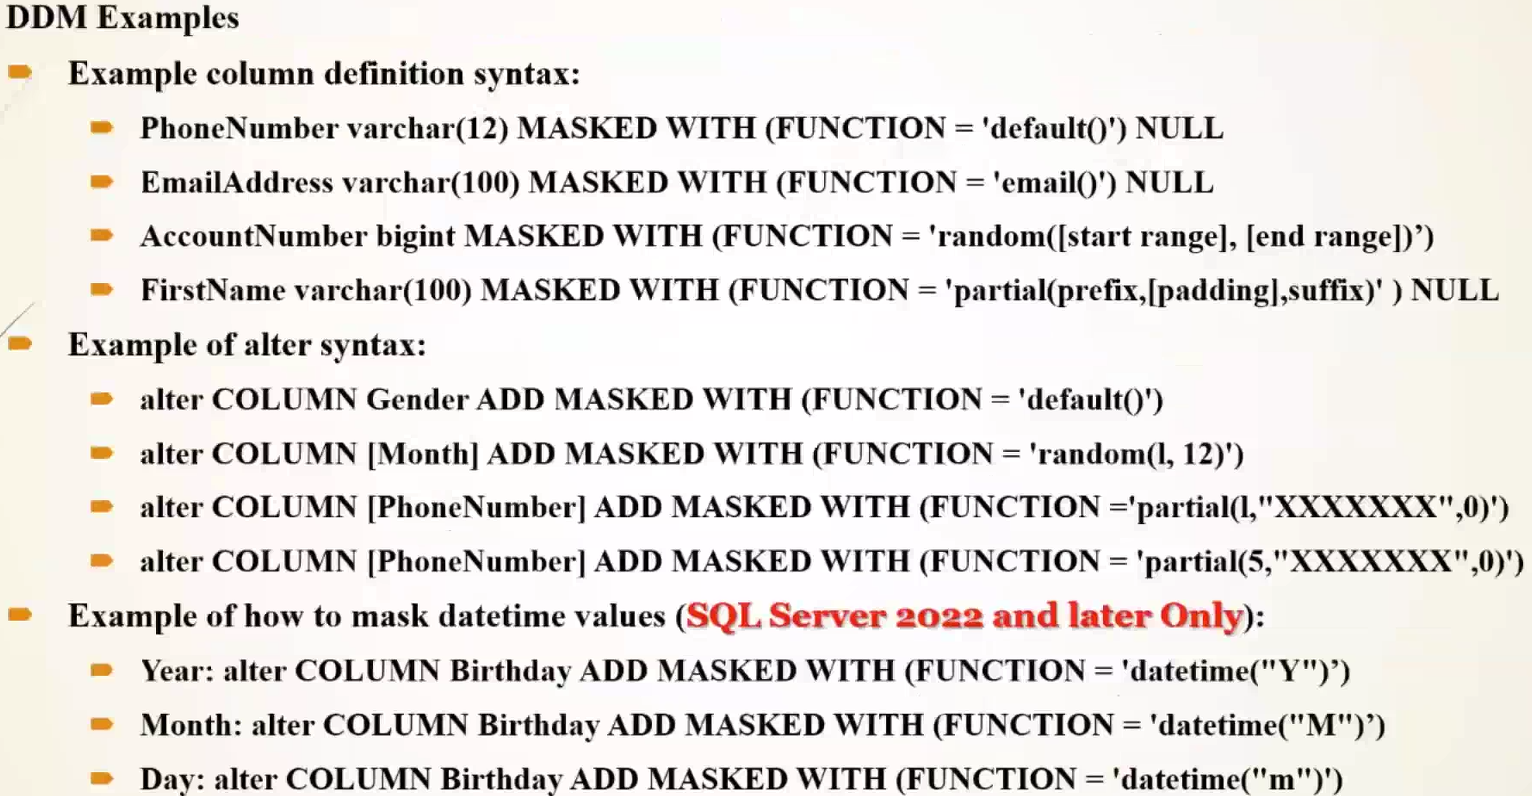 DDM Examples
Example column definition syntax:
PhoneNumber varchar(12) MASKED WITH (FUNCTION = 'default()') NULL
EmailAddress varchar(100) MASKED WITH (FUNCTION = 'email()') NULL
AccountNumber bigint MASKED WITH (FUNCTION = 'random([start range], [end range])’)
FirstName varchar(100) MASKED WITH (FUNCTION = 'partial(prefix,[padding],suffix)' ) NULL
Example of alter syntax:
alter COLUMN Gender ADD MASKED WITH (FUNCTION = 'default()')
alter COLUMN [Month] ADD MASKED WITH (FUNCTION = 'random(l, 12)')
alter COLUMN [PhoneNumber] ADD MASKED WITH (FUNCTION ='partial(l,"XXXXXXX",0)')
alter COLUMN [PhoneNumber] ADD MASKED WITH (FUNCTION = 'partial(5,"XXXXXXX",0)')
Example of how to mask datetime values (SQL Server 2022 and later Only):
Year: alter COLUMN Birthday ADD MASKED WITH (FUNCTION = 'datetime("Y")’)
Month: alter COLUMN Birthday ADD MASKED WITH (FUNCTION = 'datetime("M")’)
Day: alter COLUMN Birthday ADD MASKED WITH (FUNCTION = 'datetime("m")')